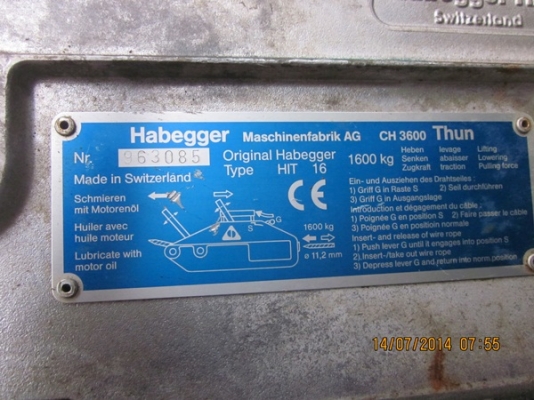 Switzerland
Habegger Maschinenfabrik AG CH 3600 Thun
Nr. 963085
Made in Switzerland
Original Habegger
Type HIT 16
1600 kg
Heben levage Lifting
Senken abaisser Lowering
Zugkraft traction Pulling force
CE
Schmieren
mit Motorenöl
Huiler avec
huile moteur
Lubricate with
motor oil
G
S
1600 kg
ø 11,2 mm
Ein- und Ausziehen des Drahtseiles :
1) Griff G in Raste S 2) Seil durchführen
3) Griff G in Ausgangslage
Introduction et dégagement du câble :
1) Poignée G en position S 2) Faire passer le câble
3) Poignée G en position normale
Insert- and release of wire rope
1) Push lever G until it engages into position S
2) Insert-/take out wire rope
3) Depress lever G and return into norm.position
14/07/2014 07:55